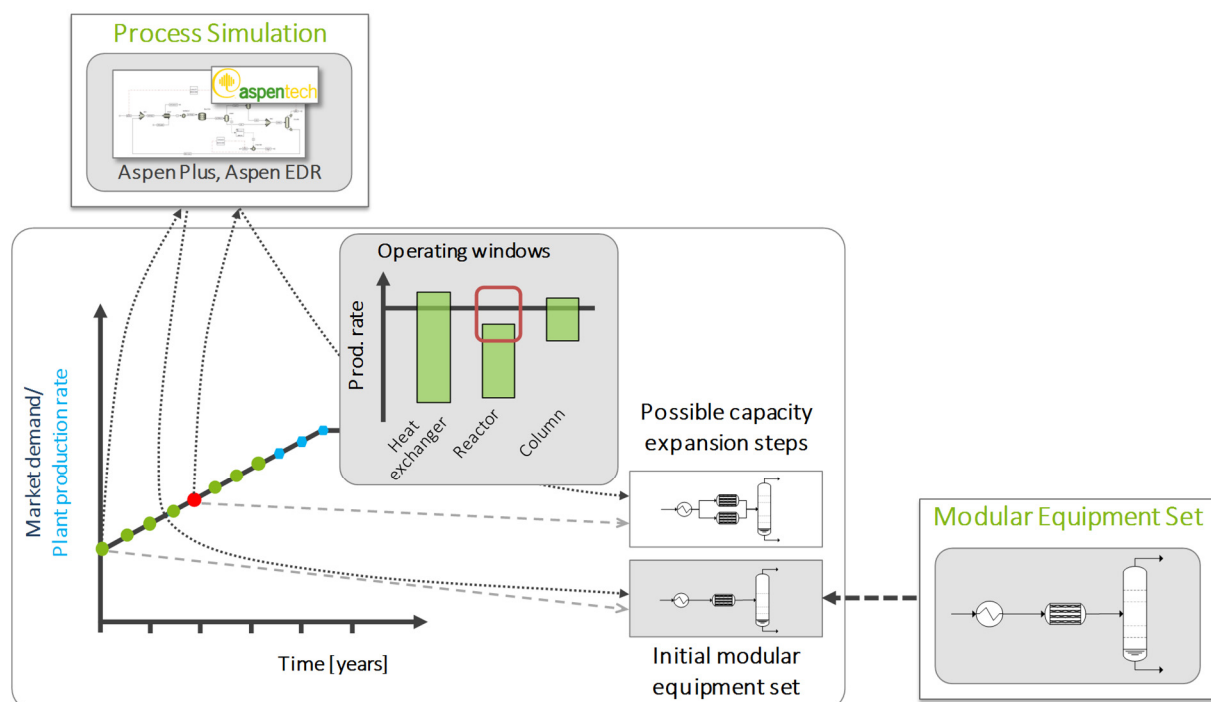 Process Simulation
aspentech
Aspen Plus, Aspen EDR
Operating windows
Prod. rate
Heat
exchanger
Reactor
Column
Market demand/
Plant production rate
Time [years]
Possible capacity
expansion steps
Initial modular
equipment set
Modular Equipment Set